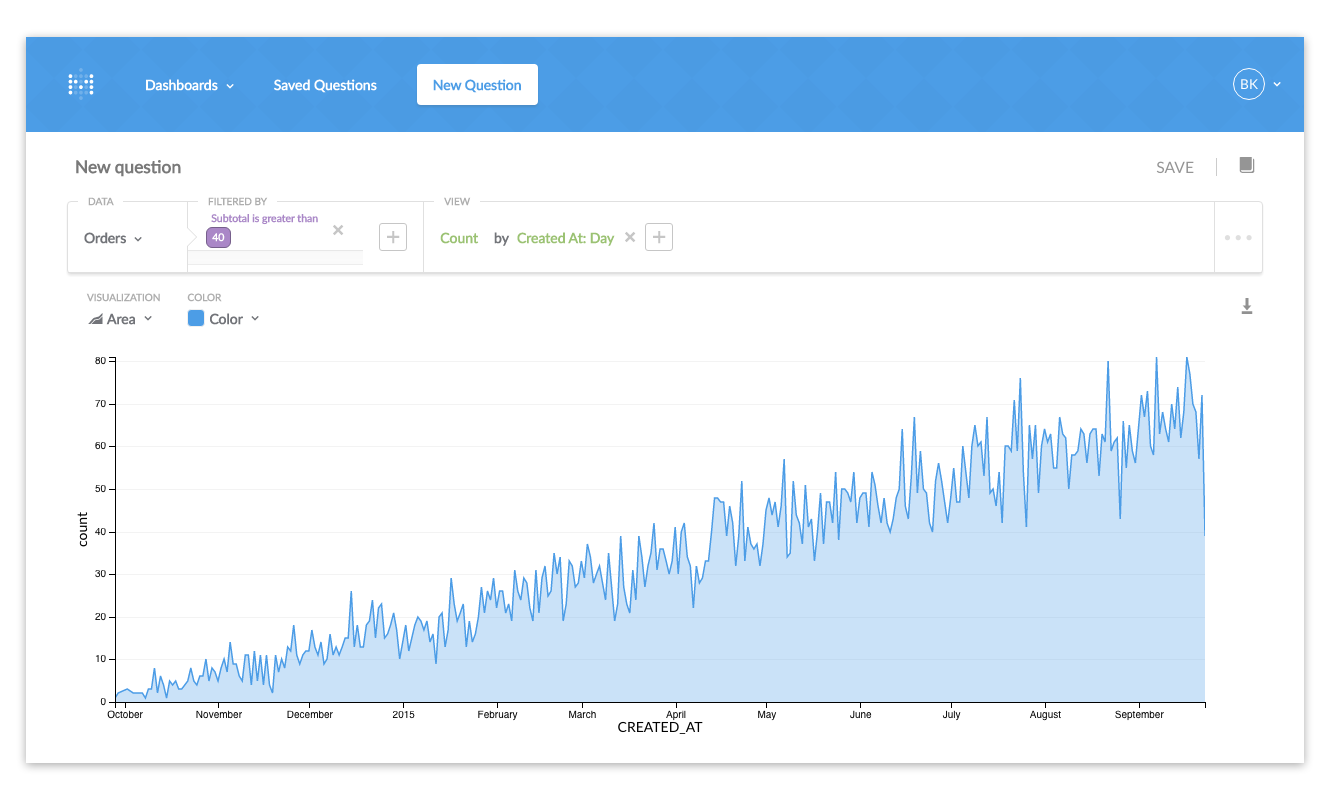 Dashboards
Saved Questions
New Question
BK
New question
SAVE
DATA
FILTERED BY
VIEW
Subtotal is greater than
40
Orders
Count by Created At: Day
VISUALIZATION
COLOR
Area
Color
80
70
60
50
40
30
20
10
0
count
October
November
December
2015
February
March
April
May
June
July
August
September
CREATED_AT